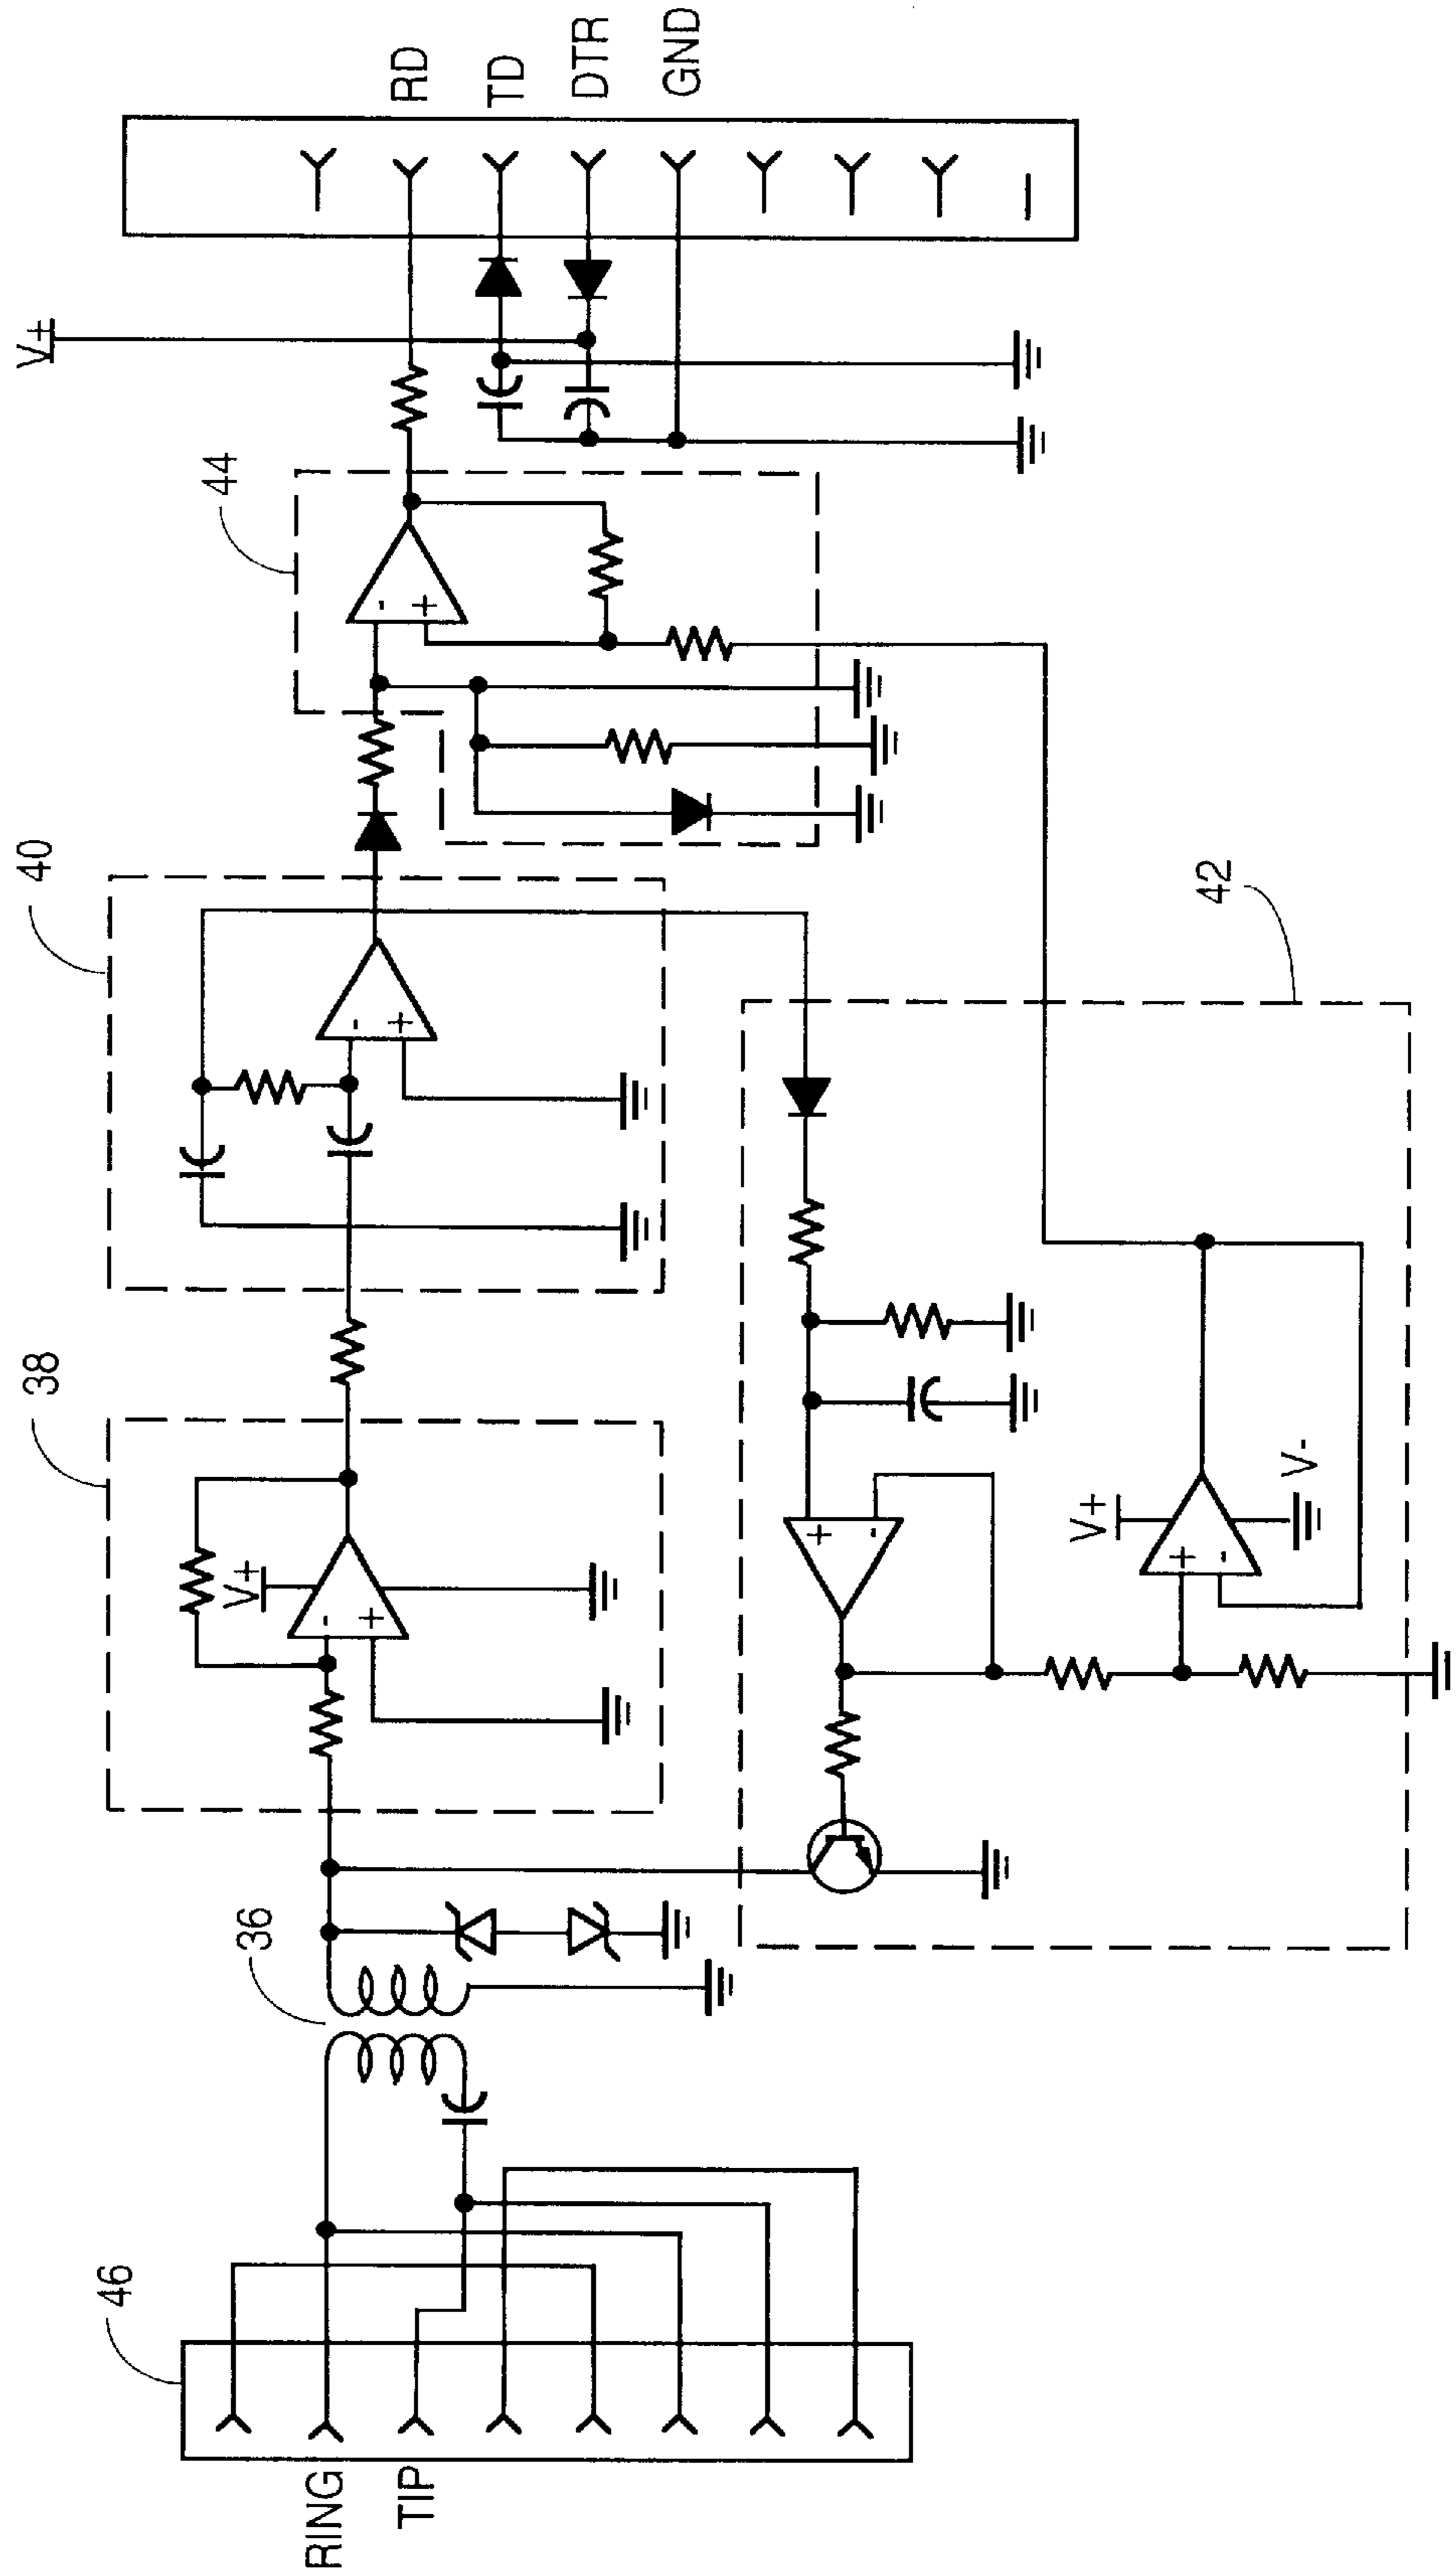 V+
RD
TD
DTR
GND
44
-
+
40
-
+
42
38
V+
-
+
+
-
V+
V-
+
-
36
46
RING
TIP